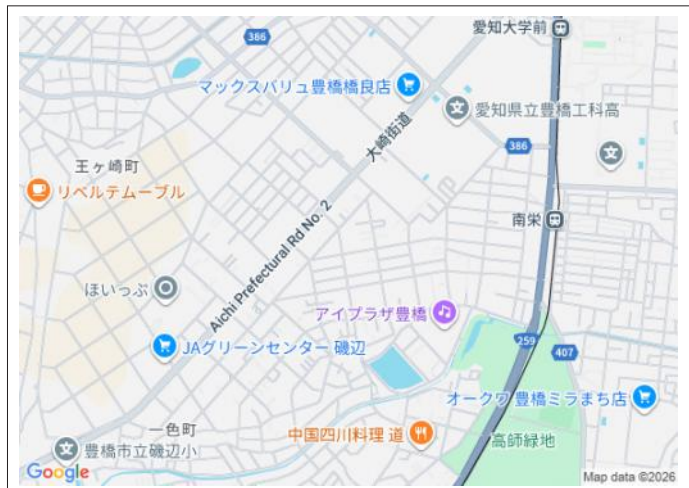 愛知大学前
386
マックスバリュ豊橋橋良店
愛知県立豊橋工科高
大崎街道
386
王ヶ崎町
リベルテムーブル
南栄
Aichi Prefectural Rd No. 2
ほいっぷ
アイプラザ豊橋
JAグリーンセンター 磯辺
259
407
オークワ 豊橋ミラまち店
一色町
中国四川料理 道
高師緑地
豊橋市立磯辺小
Google
Map data ©2026